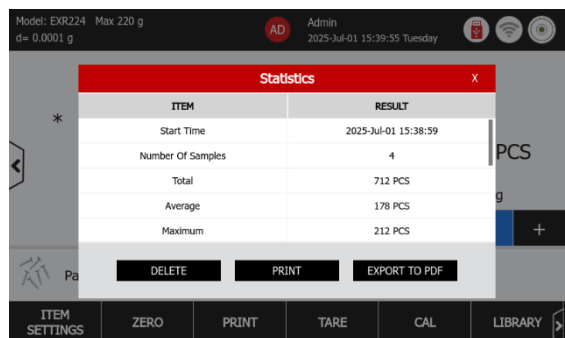 Model: EXR224 Max 220 g
d= 0.0001 g
AD
Admin
2025-Jul-01 15:39:55 Tuesday
Statistics
X
ITEM RESULT
Start Time 2025-Jul-01 15:38:59
Number Of Samples 4
Total 712 PCS
Average 178 PCS
Maximum 212 PCS
DELETE PRINT EXPORT TO PDF
*
PCS
g
+
Pa
ITEM SETTINGS
ZERO
PRINT
TARE
CAL
LIBRARY